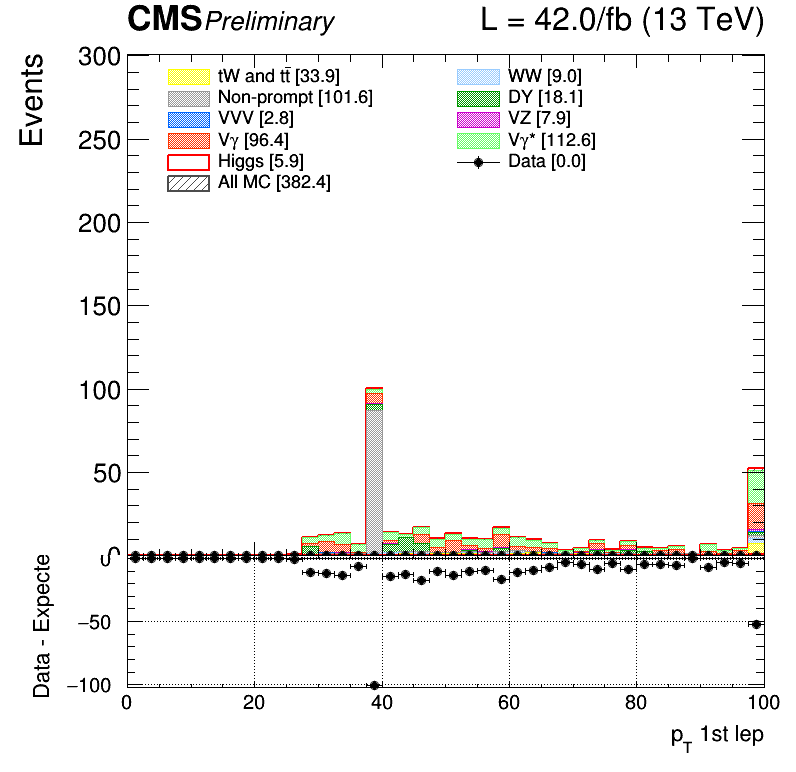 CMS Preliminary L = 42.0/fb (13 TeV)
Events
300
250
200
150
100
50
0
tW and tt̄ [33.9]
Non-prompt [101.6]
VVV [2.8]
Vγ [96.4]
Higgs [5.9]
All MC [382.4]
WW [9.0]
DY [18.1]
VZ [7.9]
Vγ* [112.6]
Data [0.0]
Data - Expecte
0
−50
−100
0 20 40 60 80 100
p_T 1st lep